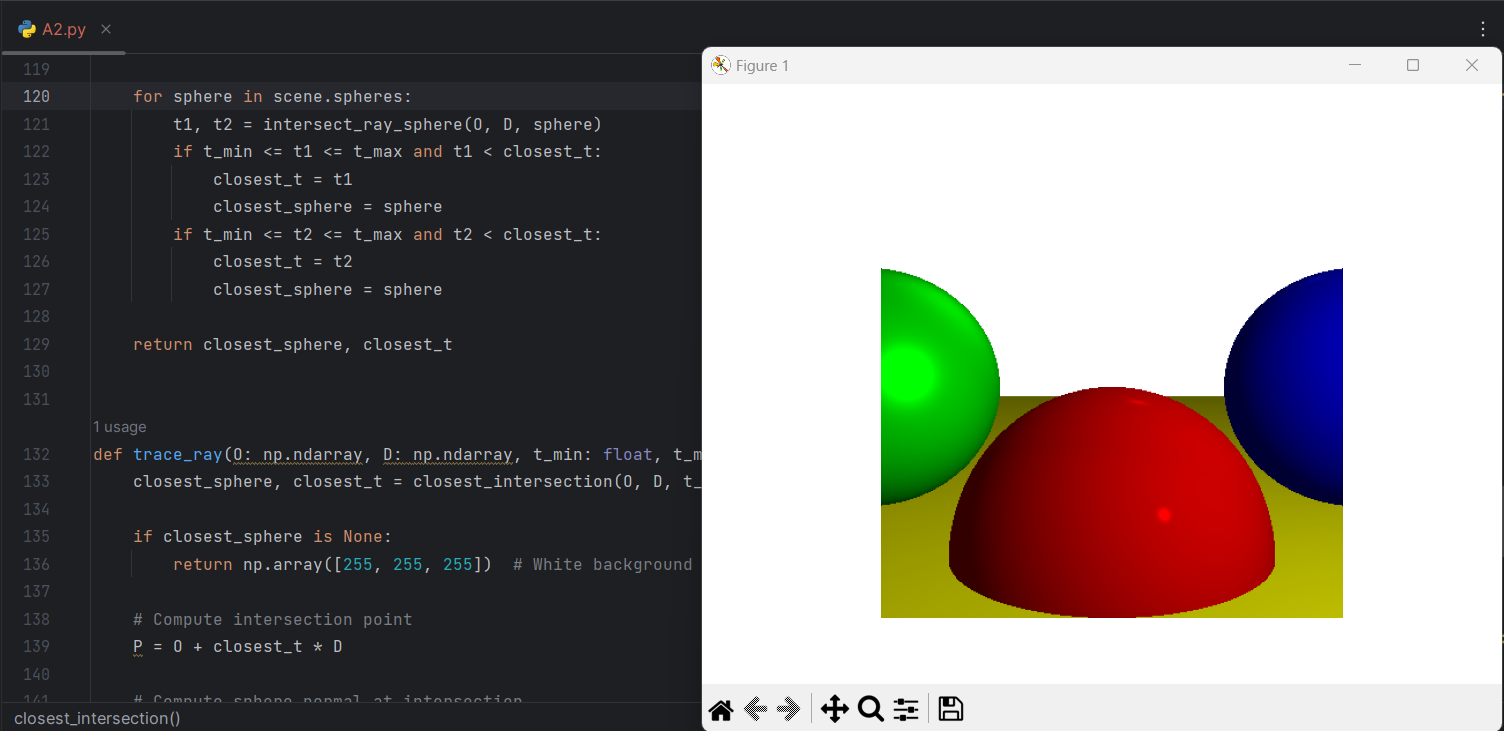 A2.py
119
120 for sphere in scene.spheres:
121 t1, t2 = intersect_ray_sphere(O, D, sphere)
122 if t_min <= t1 <= t_max and t1 < closest_t:
123 closest_t = t1
124 closest_sphere = sphere
125 if t_min <= t2 <= t_max and t2 < closest_t:
126 closest_t = t2
127 closest_sphere = sphere
128
129 return closest_sphere, closest_t
130
131
1 usage
132 def trace_ray(O: np.ndarray, D: np.ndarray, t_min: float, t_m
133 closest_sphere, closest_t = closest_intersection(O, D, t_
134
135 if closest_sphere is None:
136 return np.array([255, 255, 255])  # White background
137
138 # Compute intersection point
139 P = O + closest_t * D
140
141 # Compute sphere normal at intersection
closest_intersection()
Figure 1